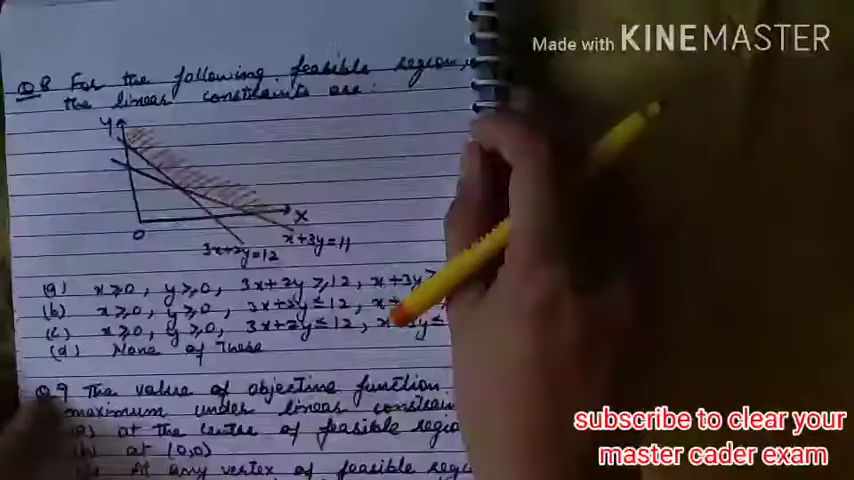 Made with KINEMASTER
Q8 For the following feasible region,
the linear constraints are:
Y
X
O
3x+2y=12
x+3y=11
(a) x≥0, y≥0, 3x+2y≥12, x+3y≥
(b) x≥0, y≥0, 3x+2y≤12,
(c) x≥0, y≥0, 3x+2y≤12,
(d) None of These
Q9 The value of objective function
maximum under linear
(a) at the centre of feasible
at (0,0)
At any vertex of feasible
subscribe to clear your
master cader exam